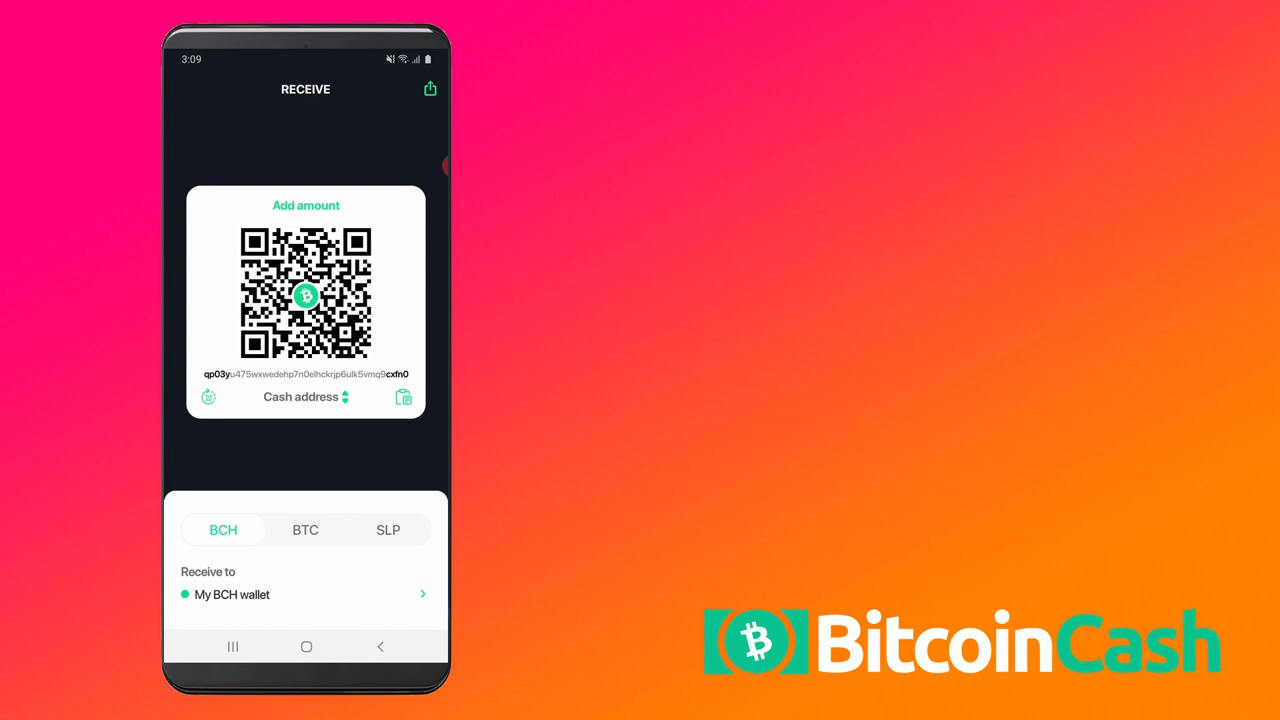 3:09
RECEIVE
Add amount
qp03yu475wxwedehp7n0elhckrjp6ulk5vmq9cxfn0
Cash address
BCH BTC SLP
Receive to
My BCH wallet
BitcoinCash